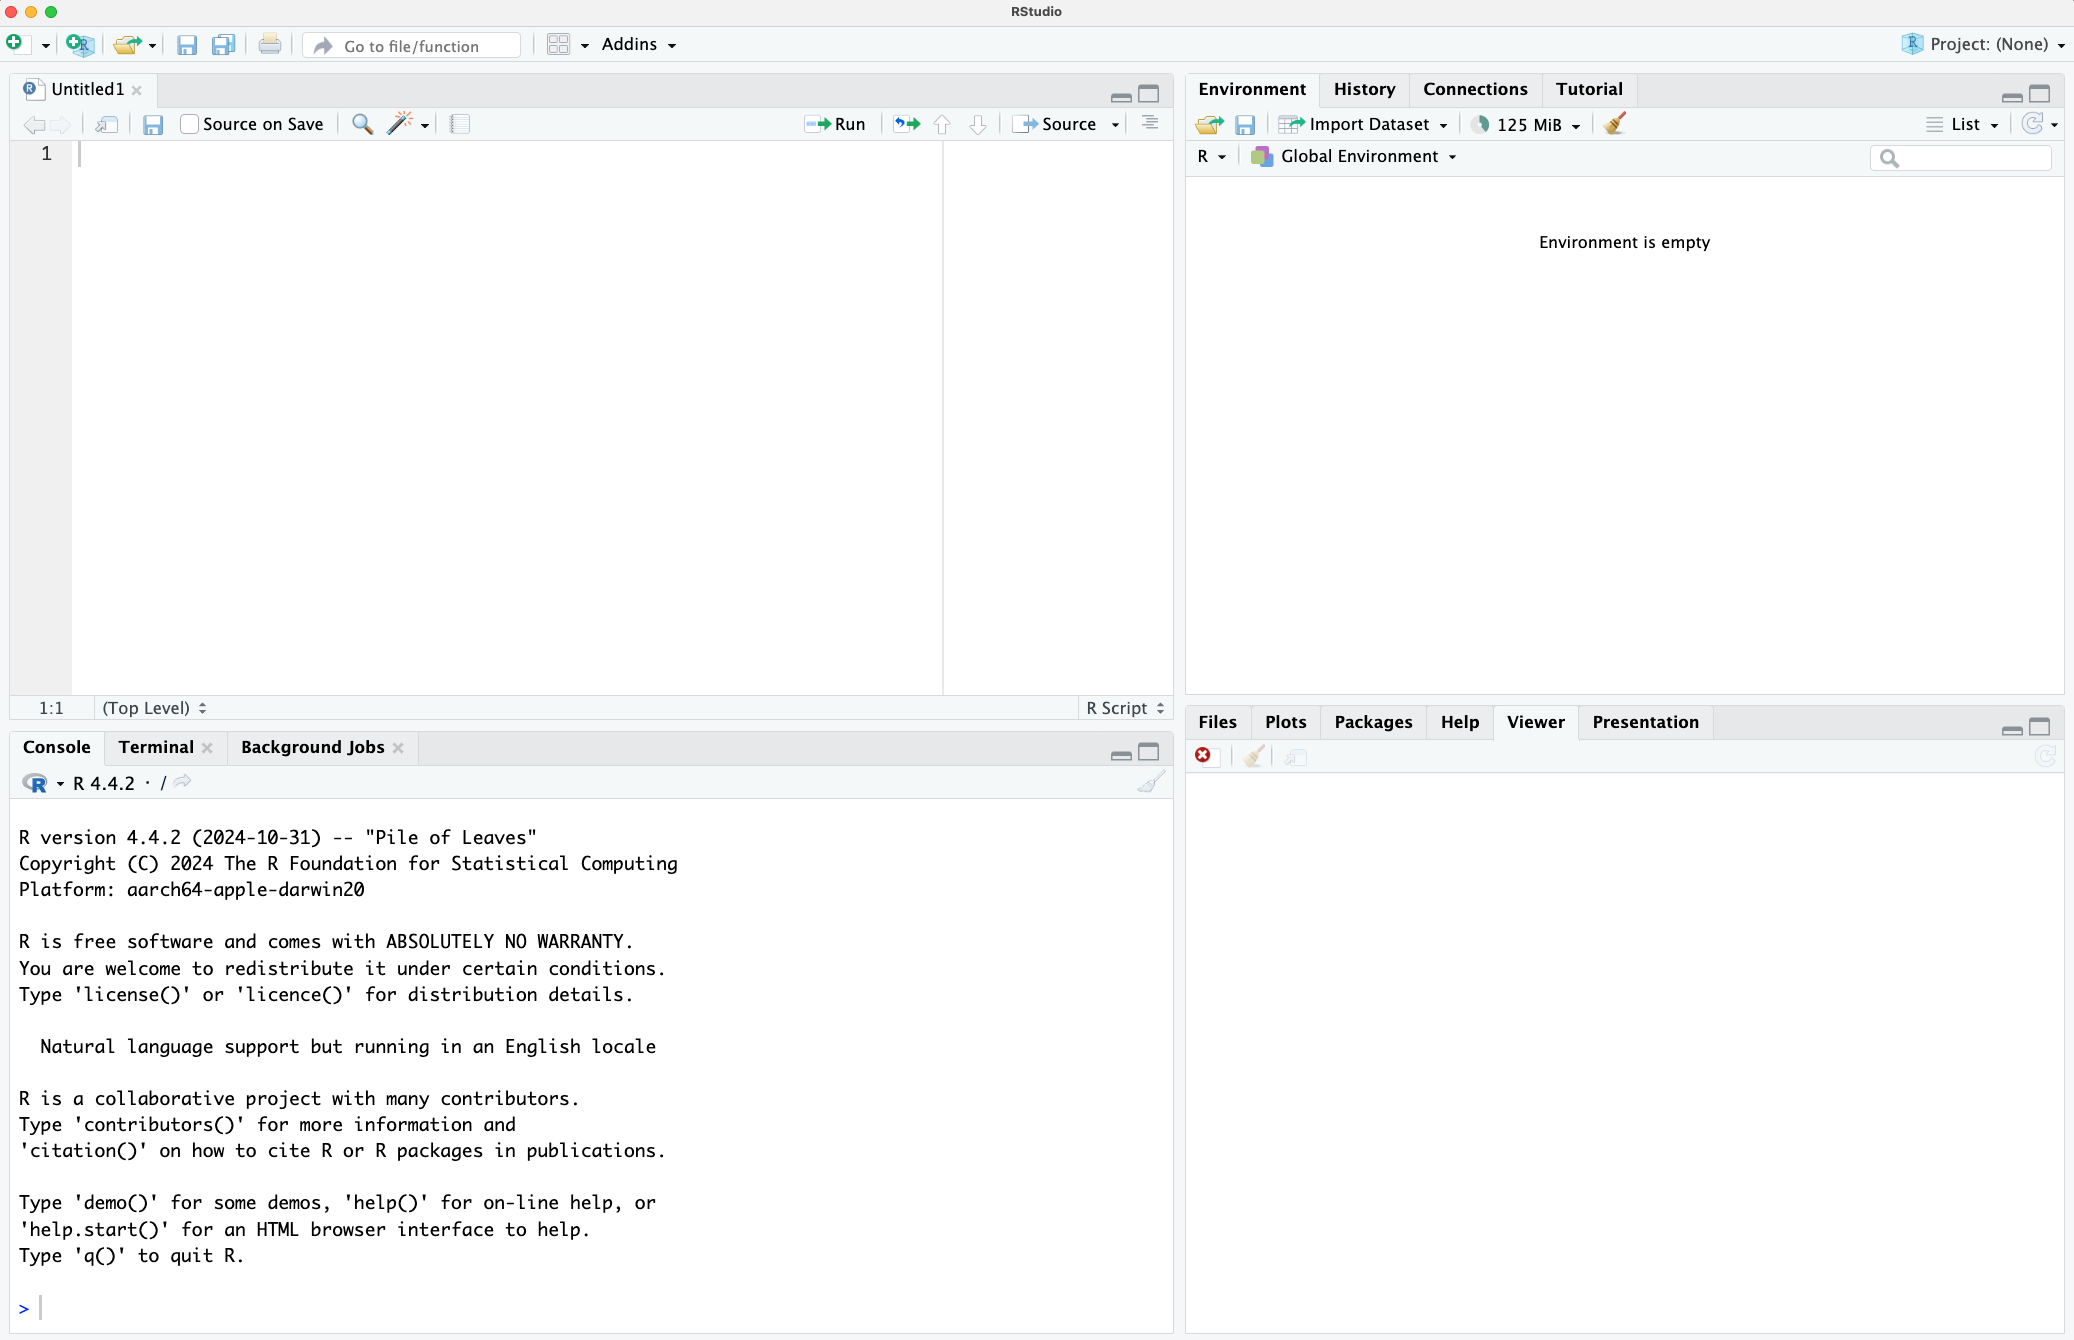 RStudio
Go to file/function
Addins
Project: (None)
Untitled1
Source on Save
Run
Source
1
1:1 (Top Level)
R Script
Console Terminal Background Jobs
R 4.4.2 · /
R version 4.4.2 (2024-10-31) -- "Pile of Leaves"
Copyright (C) 2024 The R Foundation for Statistical Computing
Platform: aarch64-apple-darwin20
R is free software and comes with ABSOLUTELY NO WARRANTY.
You are welcome to redistribute it under certain conditions.
Type 'license()' or 'licence()' for distribution details.
Natural language support but running in an English locale
R is a collaborative project with many contributors.
Type 'contributors()' for more information and
'citation()' on how to cite R or R packages in publications.
Type 'demo()' for some demos, 'help()' for on-line help, or
'help.start()' for an HTML browser interface to help.
Type 'q()' to quit R.
>
Environment History Connections Tutorial
Import Dataset 125 MiB List
R Global Environment
Environment is empty
Files Plots Packages Help Viewer Presentation